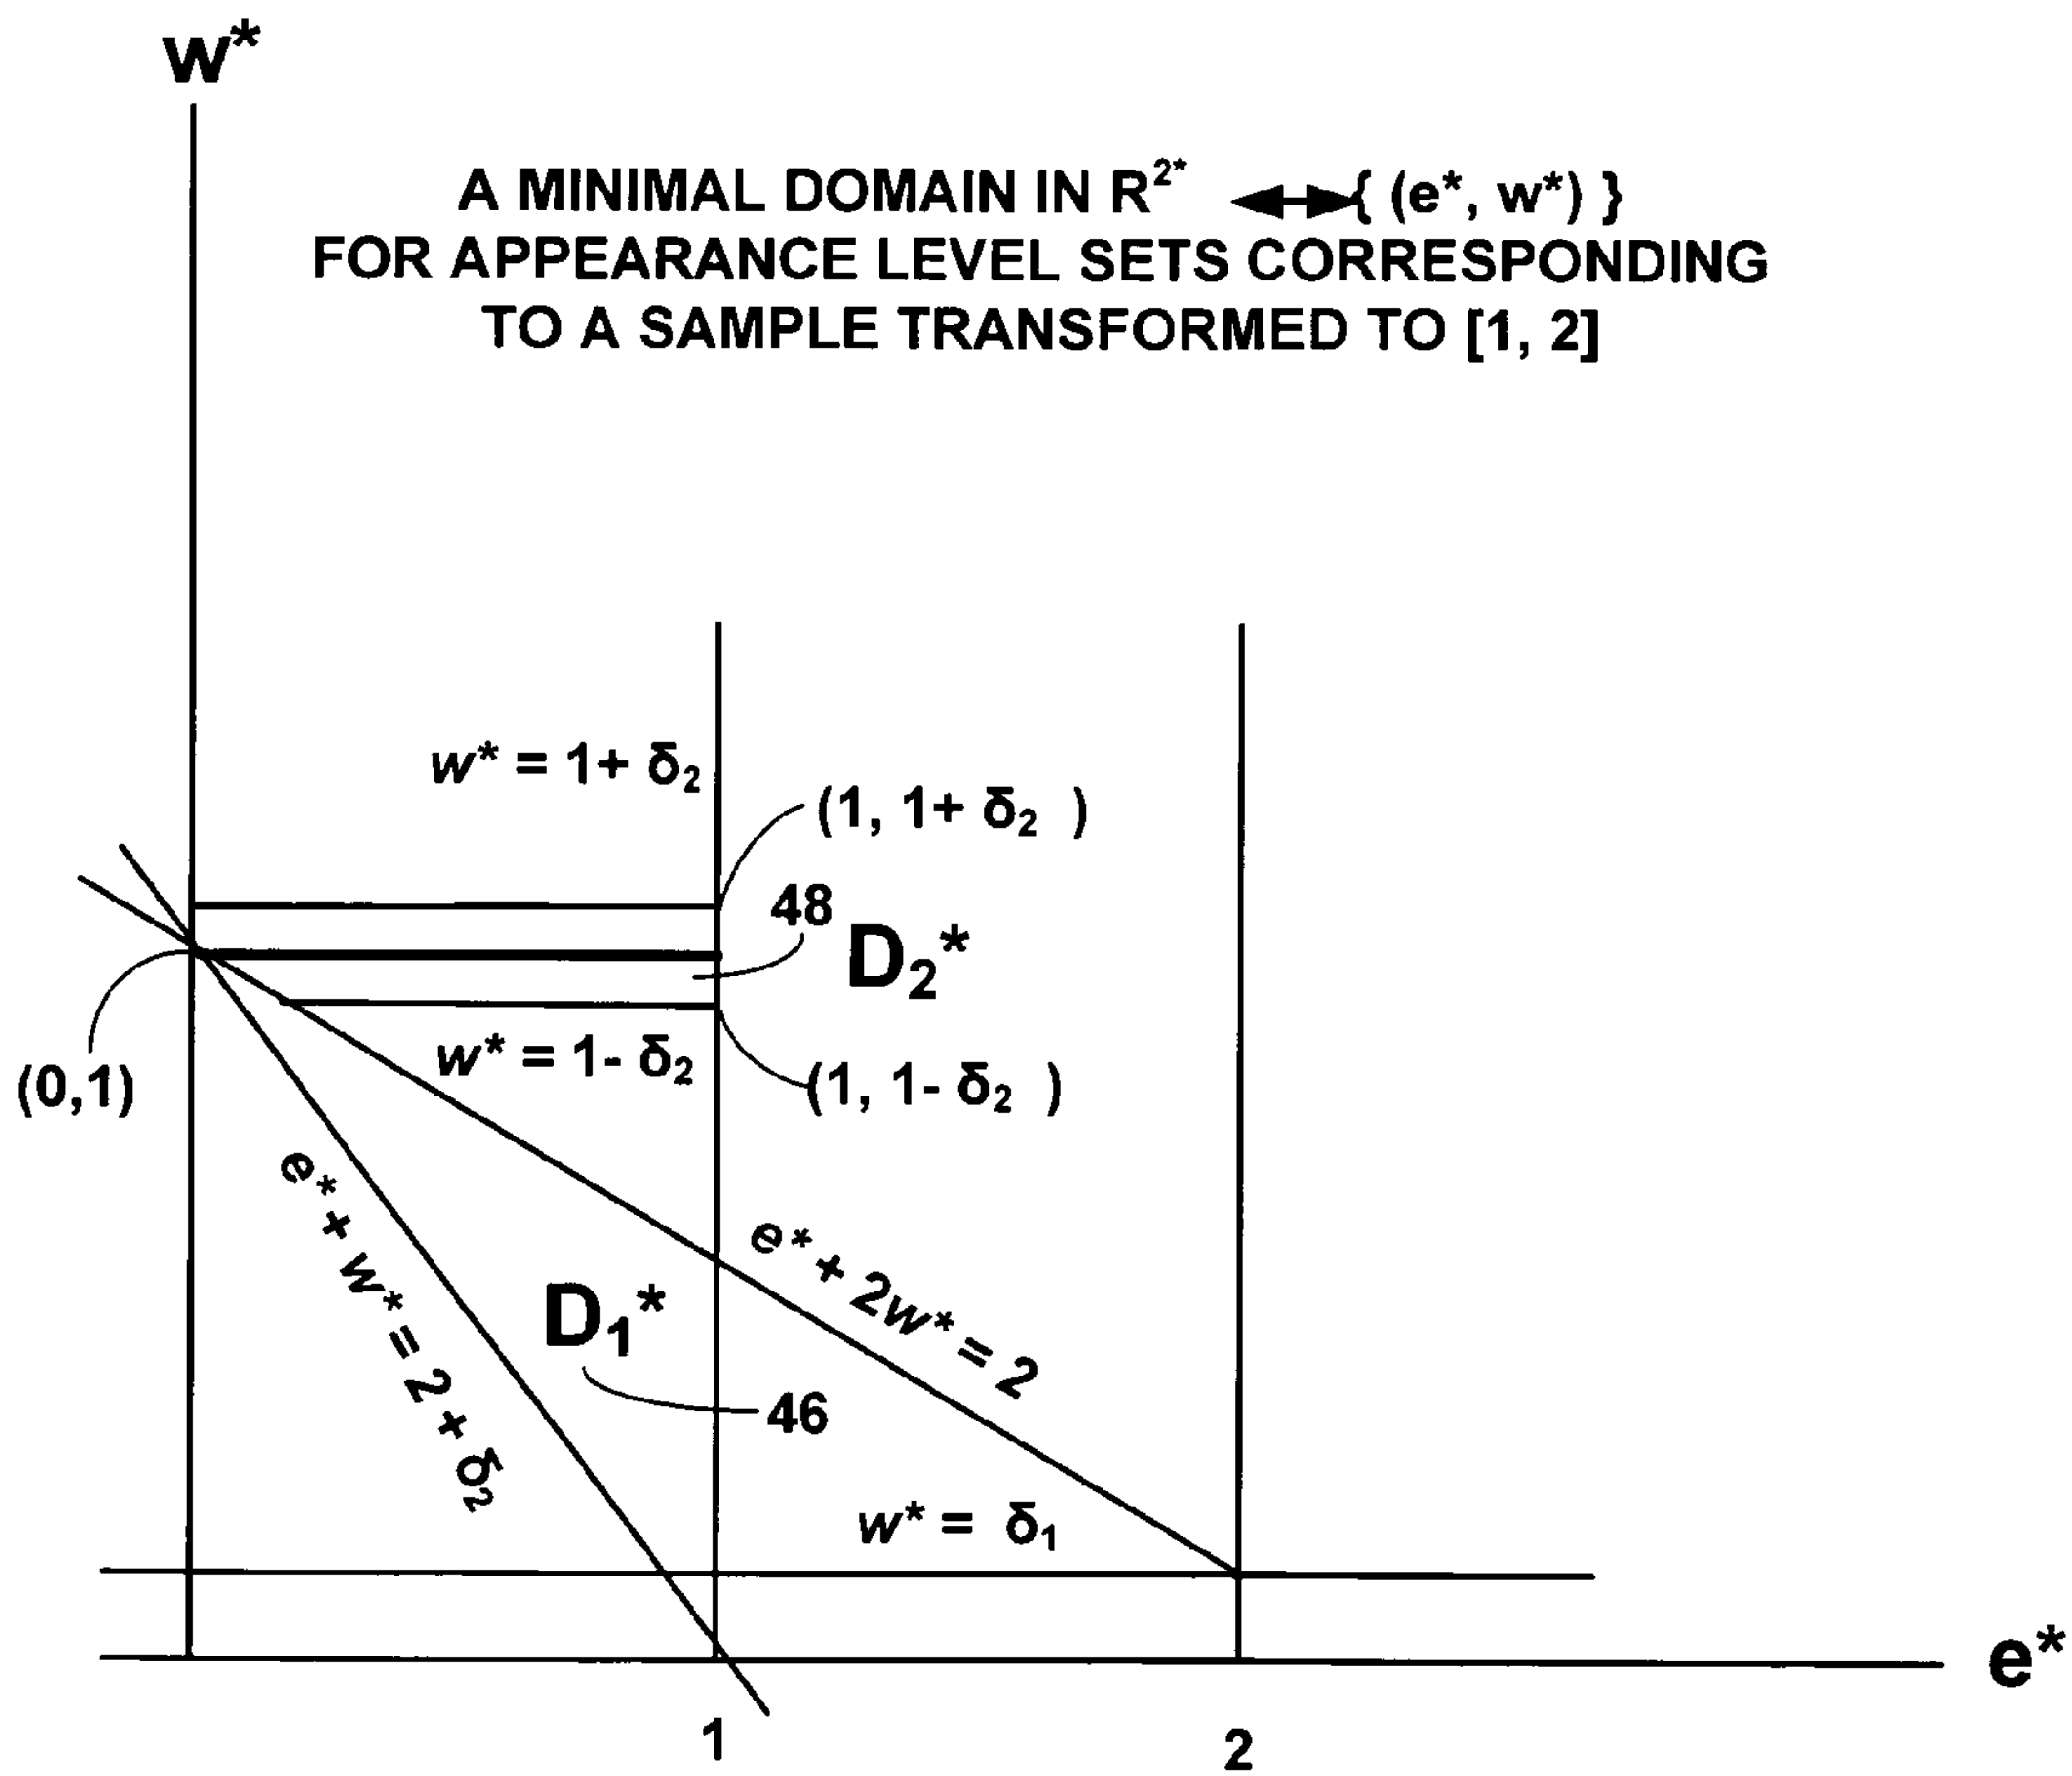 w*
A MINIMAL DOMAIN IN R^2* ◄─►{ (e*, w*) }
FOR APPEARANCE LEVEL SETS CORRESPONDING
TO A SAMPLE TRANSFORMED TO [1, 2]
w* = 1+ δ₂
(1, 1+ δ₂ )
48
D₂*
w* = 1- δ₂
(1, 1- δ₂ )
(0,1)
e* + w* = 2 + δ₂
e* + 2w* = 2
D₁*
46
w* = δ₁
e*
1
2